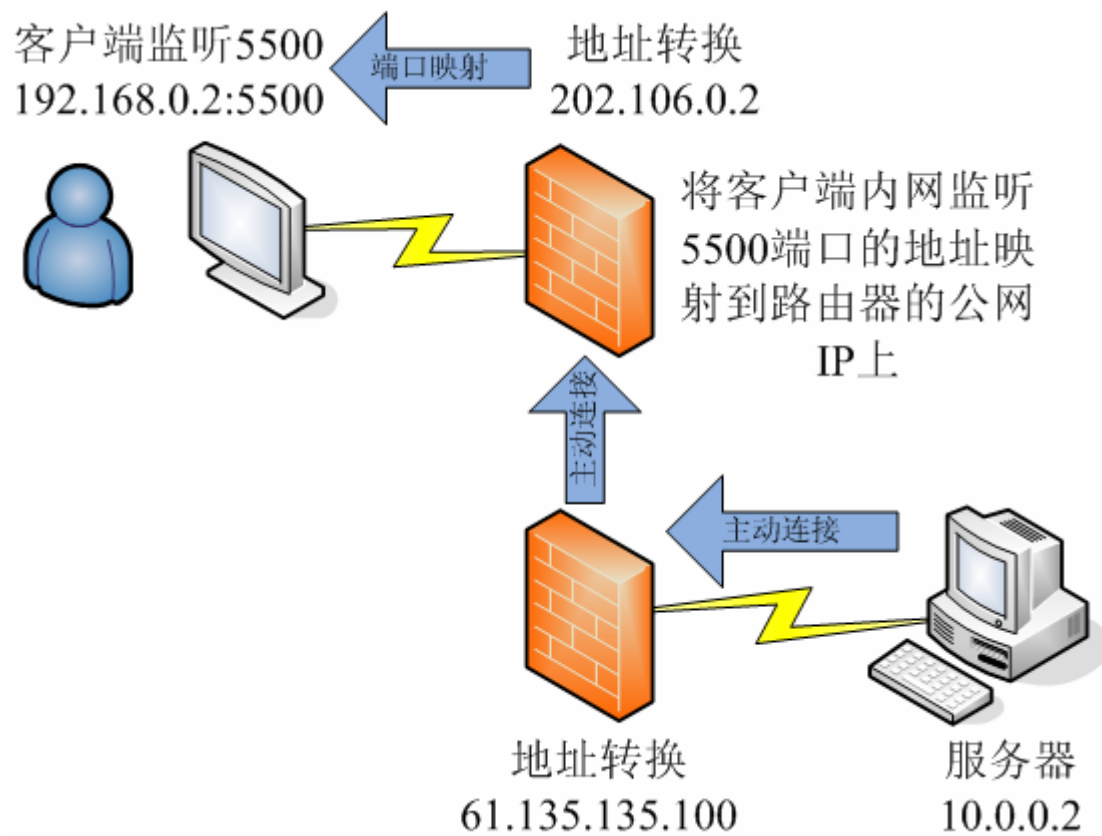 客户端监听5500
192.168.0.2:5500
端口映射
地址转换
202.106.0.2
将客户端内网监听
5500端口的地址映
射到路由器的公网
IP上
主动连接
主动连接
地址转换
61.135.135.100
服务器
10.0.0.2